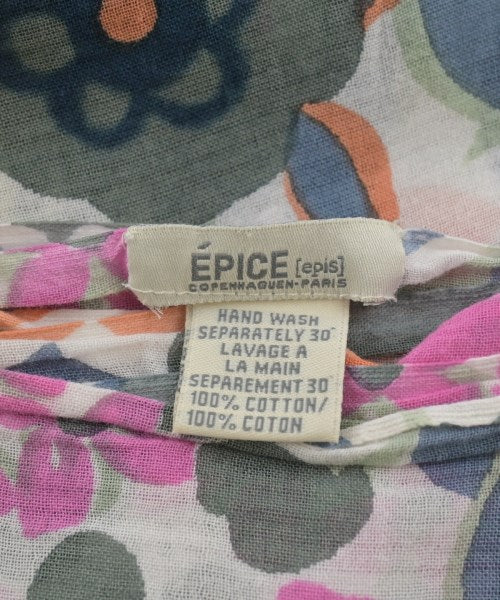 ÉPICE [epis]
COPENHAGUEN-PARIS
HAND WASH
SEPARATELY 30°
LAVAGE A
LA MAIN
SEPAREMENT 30°
100% COTTON/
100% COTON